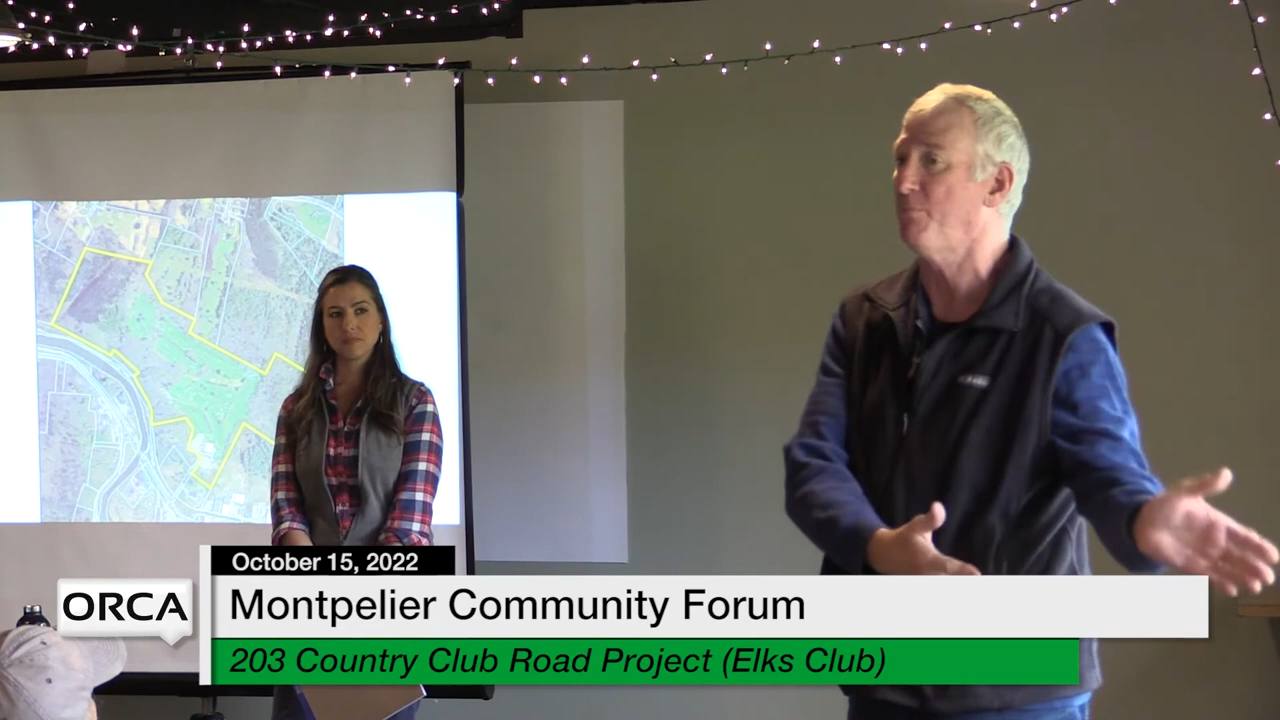 October 15, 2022
ORCA
Montpelier Community Forum
203 Country Club Road Project (Elks Club)